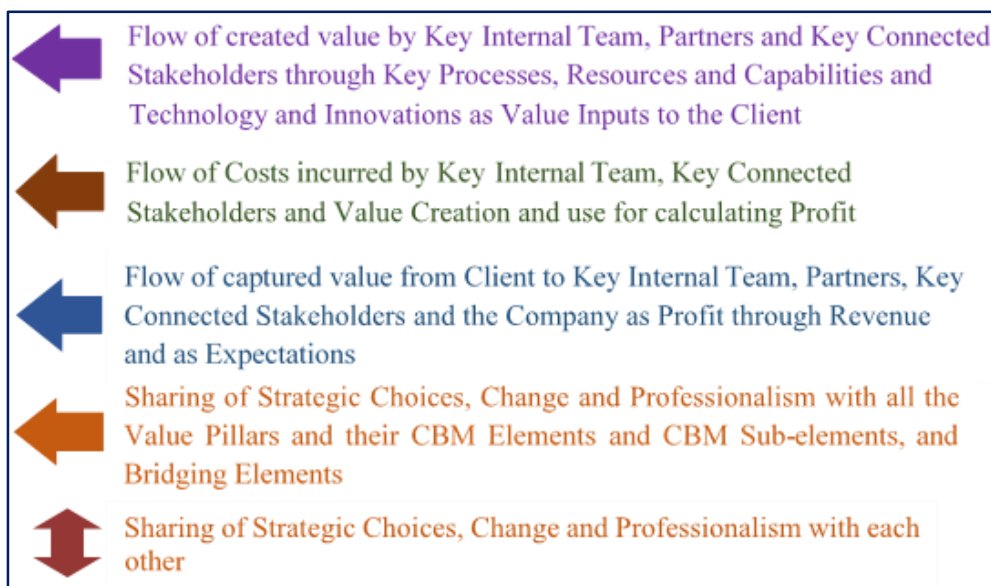 Flow of created value by Key Internal Team, Partners and Key Connected
Stakeholders through Key Processes, Resources and Capabilities and
Technology and Innovations as Value Inputs to the Client
Flow of Costs incurred by Key Internal Team, Key Connected
Stakeholders and Value Creation and use for calculating Profit
Flow of captured value from Client to Key Internal Team, Partners, Key
Connected Stakeholders and the Company as Profit through Revenue
and as Expectations
Sharing of Strategic Choices, Change and Professionalism with all the
Value Pillars and their CBM Elements and CBM Sub-elements, and
Bridging Elements
Sharing of Strategic Choices, Change and Professionalism with each
other